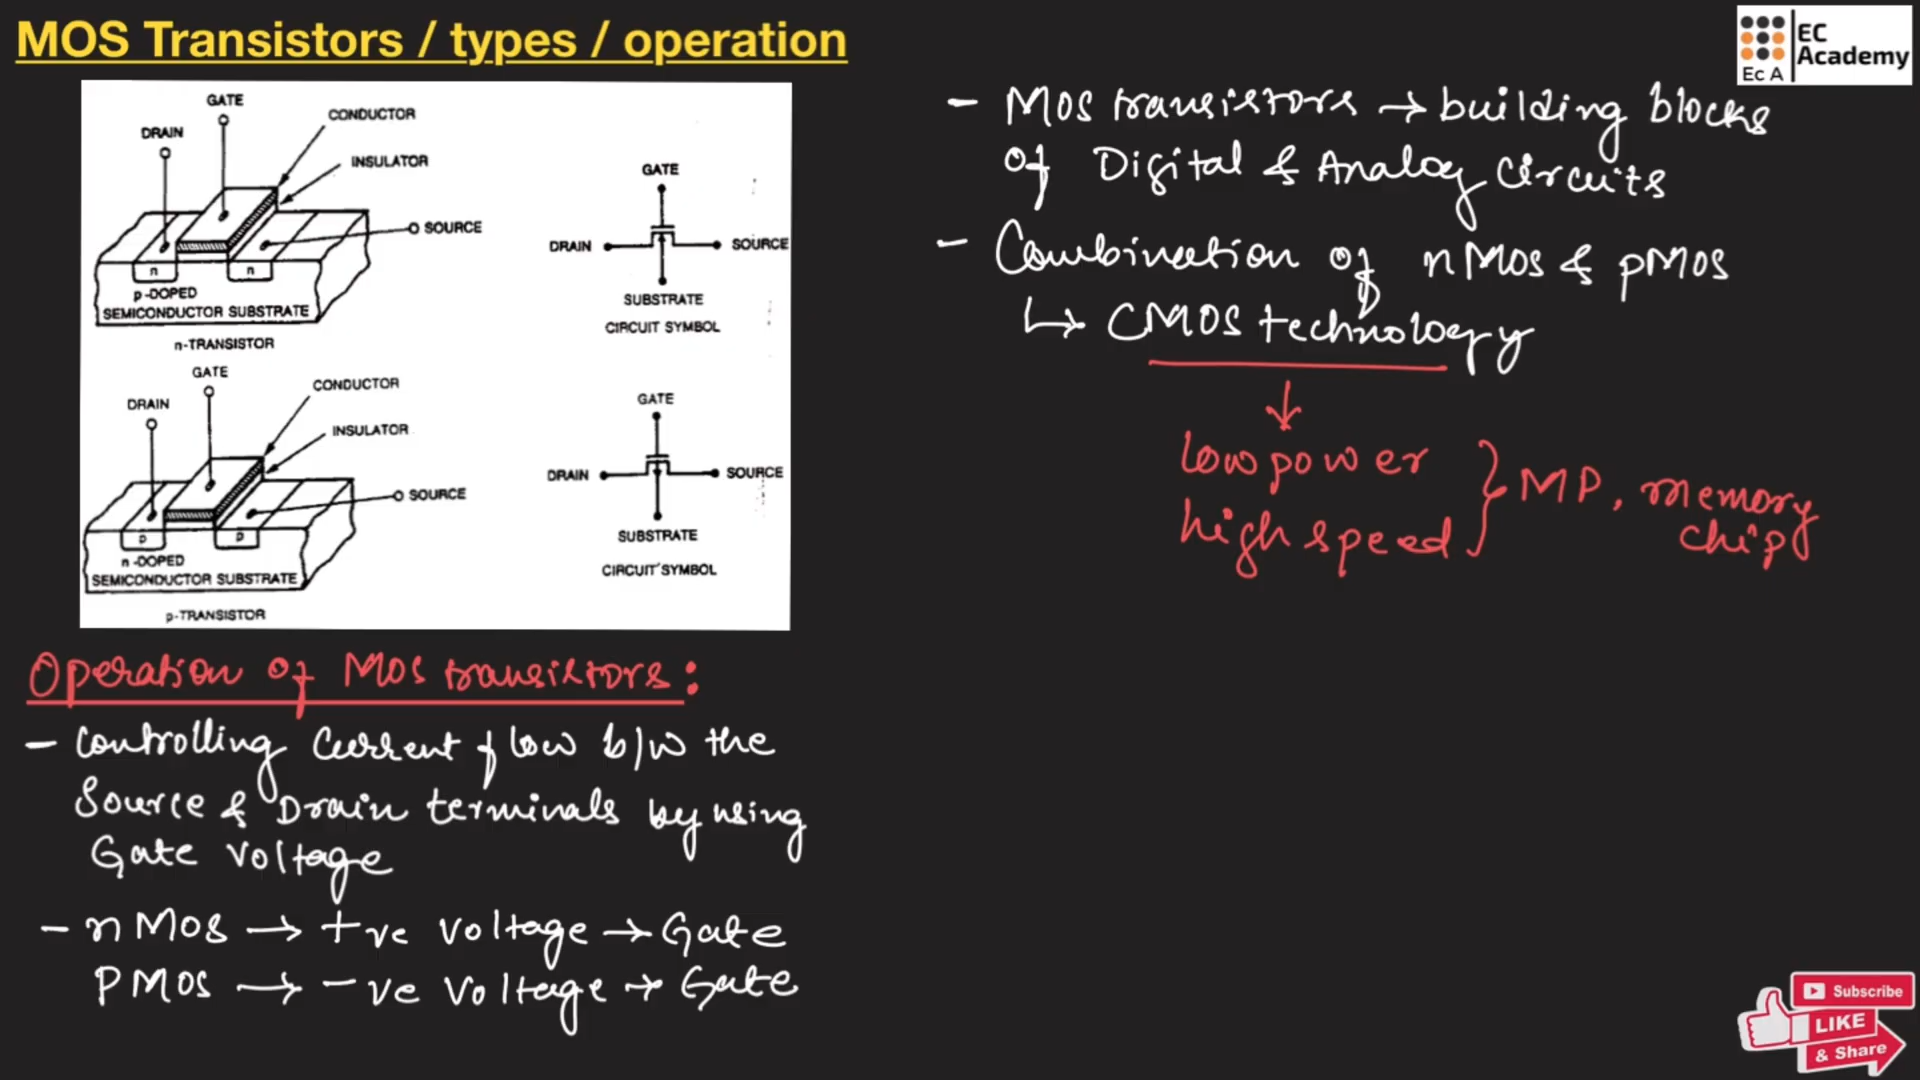 MOS Transistors / types / operation
EC
Academy
Ec A
GATE
CONDUCTOR
DRAIN
INSULATOR
SOURCE
n
n
p-DOPED
SEMICONDUCTOR SUBSTRATE
n-TRANSISTOR
GATE
DRAIN
SOURCE
SUBSTRATE
CIRCUIT SYMBOL
GATE
CONDUCTOR
DRAIN
INSULATOR
SOURCE
p
p
n-DOPED
SEMICONDUCTOR SUBSTRATE
p-TRANSISTOR
GATE
DRAIN
SOURCE
SUBSTRATE
CIRCUIT SYMBOL
Operation of MOS transistors:
- Controlling Current flow b/w the
Source & Drain terminals by using
Gate Voltage
- nMOS → +ve voltage → Gate
PMOS → -ve voltage → Gate
- MOS transistors → building blocks
of Digital & Analog Circuits
- Combination of nMOS & pMOS
↳ CMOS technology
↓
low power
high speed } MP, memory
chip
Subscribe
LIKE
& Share